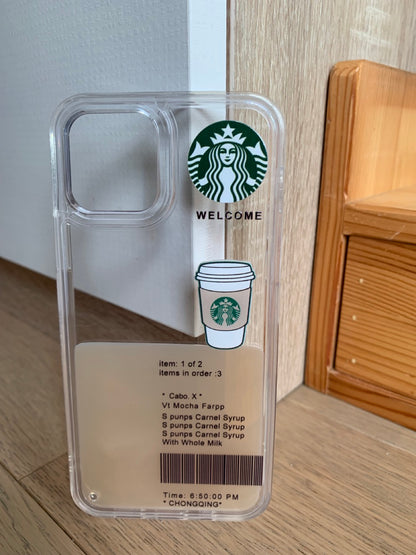 WELCOME
item: 1 of 2
items in order :3
* Cabo. X *
Vt Mocha Farpp
S punps Carnel Syrup
S punps Carnel Syrup
S punps Carnel Syrup
With Whole Milk
Time: 6:50:00 PM
* CHONGQING*